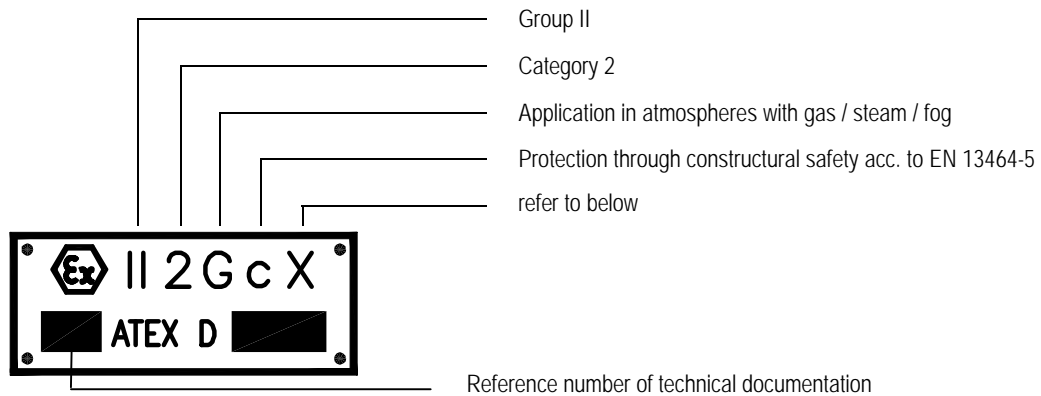 Group II
Category 2
Application in atmospheres with gas / steam / fog
Protection through constructural safety acc. to EN 13464-5
refer to below
Ex II 2 G c X
ATEX D
Reference number of technical documentation